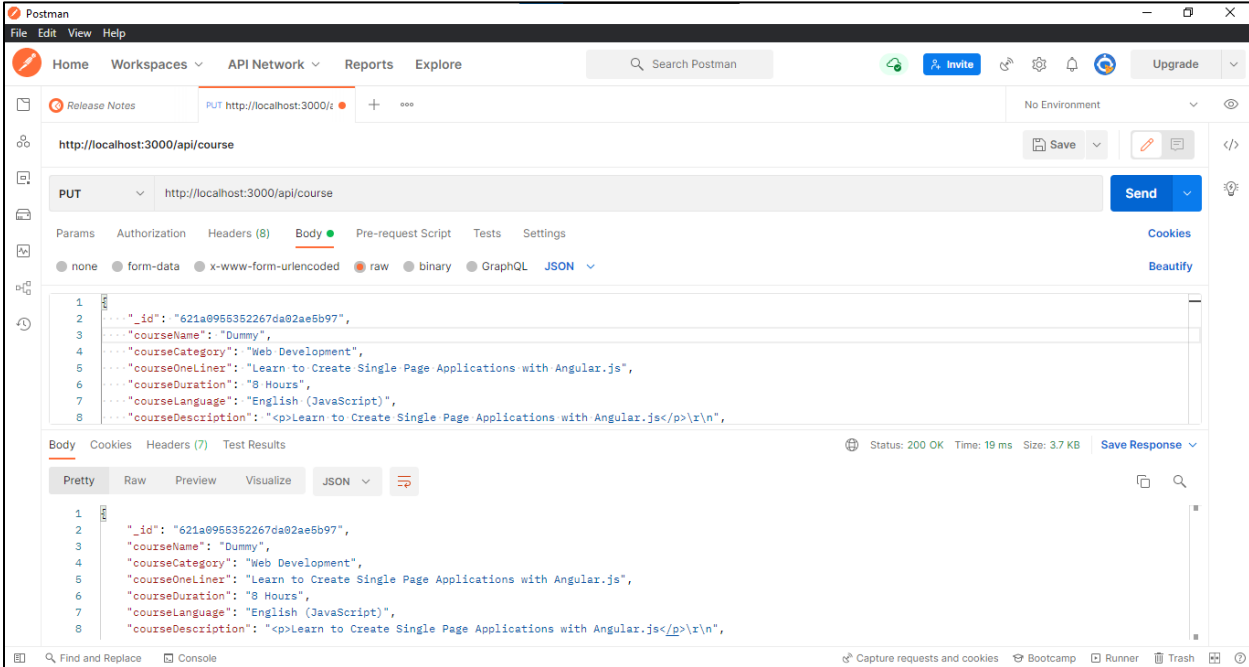 Postman
File Edit View Help
Home Workspaces API Network Reports Explore Search Postman Invite Upgrade
Release Notes PUT http://localhost:3000/a No Environment
http://localhost:3000/api/course Save
PUT http://localhost:3000/api/course Send
Params Authorization Headers (8) Body Pre-request Script Tests Settings Cookies
none form-data x-www-form-urlencoded raw binary GraphQL JSON Beautify
1 {
2 "_id": "621a0955352267da02ae5b97",
3 "courseName": "Dummy",
4 "courseCategory": "Web Development",
5 "courseOneLiner": "Learn to Create Single Page Applications with Angular.js",
6 "courseDuration": "8 Hours",
7 "courseLanguage": "English (JavaScript)",
8 "courseDescription": "<p>Learn to Create Single Page Applications with Angular.js</p>\r\n",
Body Cookies Headers (7) Test Results Status: 200 OK Time: 19 ms Size: 3.7 KB Save Response
Pretty Raw Preview Visualize JSON
1 {
2 "_id": "621a0955352267da02ae5b97",
3 "courseName": "Dummy",
4 "courseCategory": "Web Development",
5 "courseOneLiner": "Learn to Create Single Page Applications with Angular.js",
6 "courseDuration": "8 Hours",
7 "courseLanguage": "English (JavaScript)",
8 "courseDescription": "<p>Learn to Create Single Page Applications with Angular.js</p>\r\n",
Find and Replace Console Capture requests and cookies Bootcamp Runner Trash